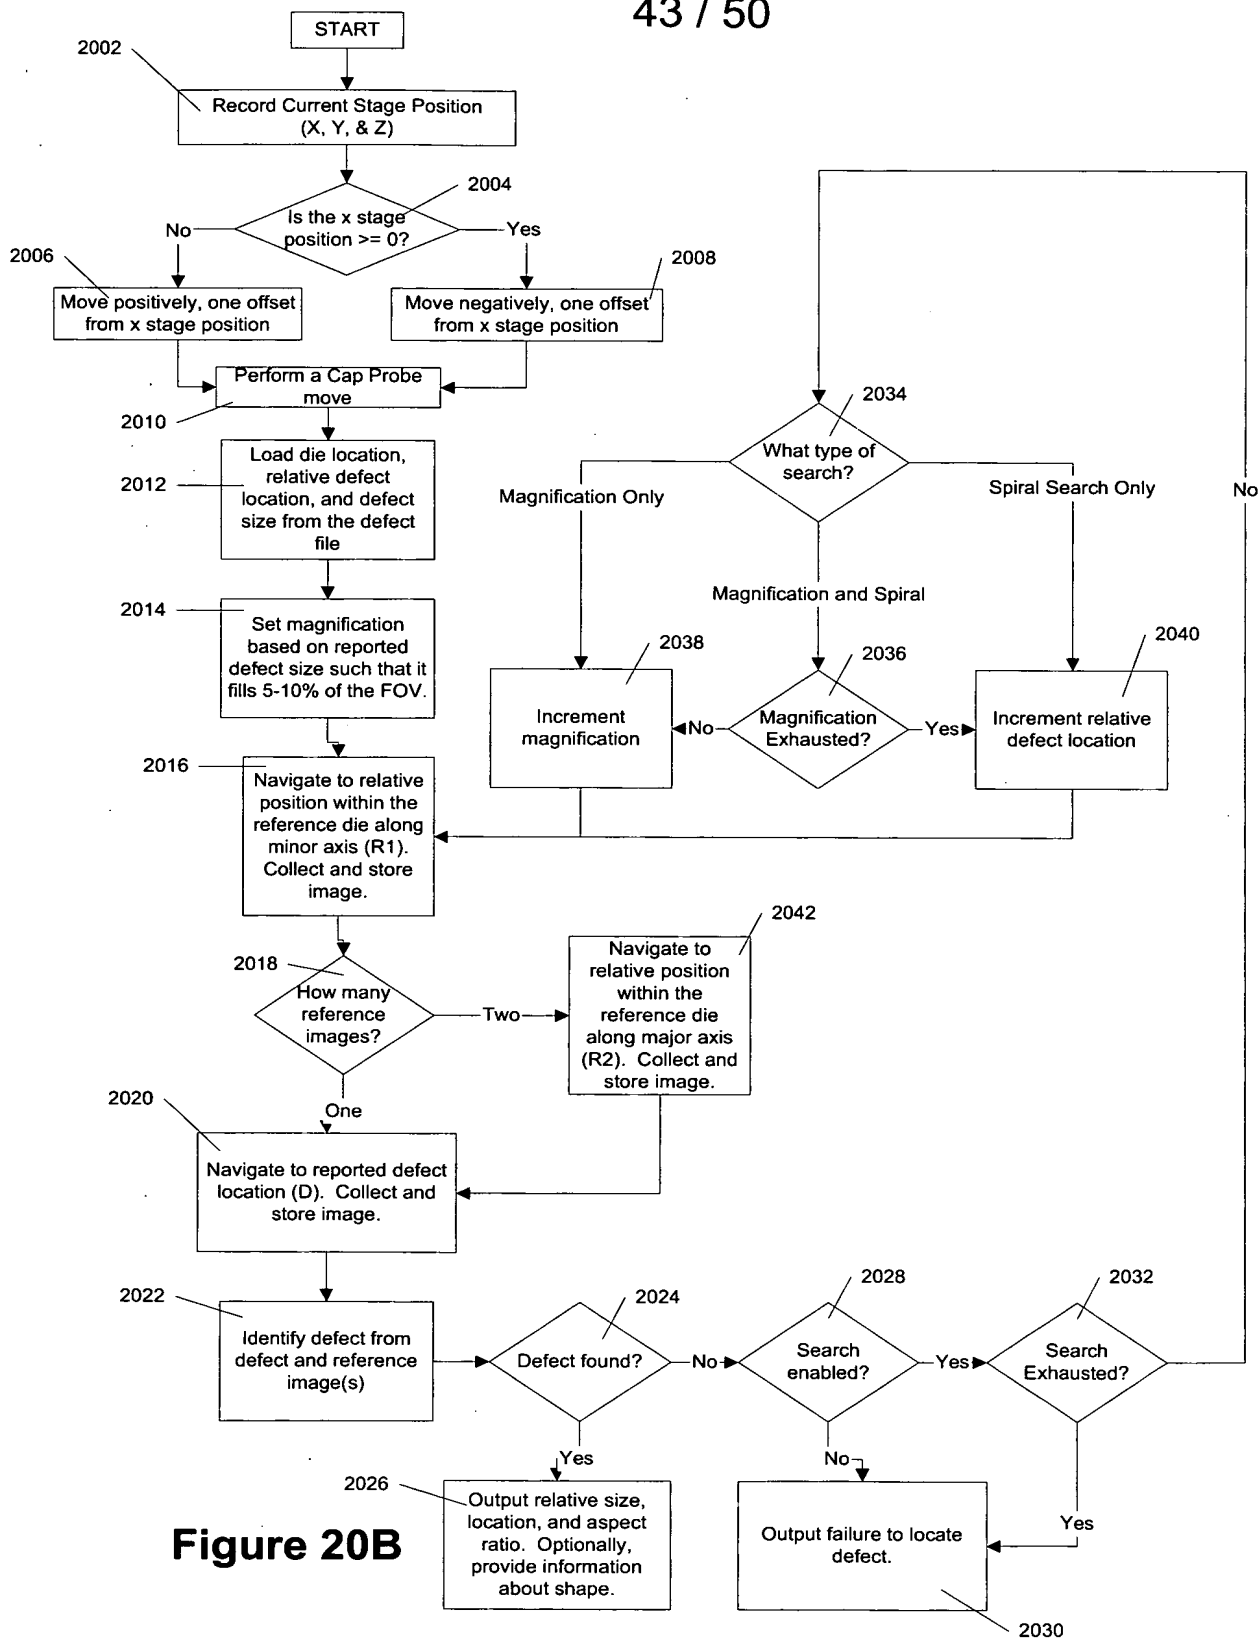 43 / 50
START
2002
Record Current Stage Position
(X, Y, & Z)
2004
Is the x stage
position >= 0?
No
Yes
2006
Move positively, one offset
from x stage position
2008
Move negatively, one offset
from x stage position
Perform a Cap Probe
move
2010
2012
Load die location,
relative defect
location, and defect
size from the defect
file
2014
Set magnification
based on reported
defect size such that it
fills 5-10% of the FOV.
2016
Navigate to relative
position within the
reference die along
minor axis (R1).
Collect and store
image.
2018
How many
reference
images?
Two
One
2042
Navigate to
relative position
within the
reference die
along major axis
(R2). Collect and
store image.
2020
Navigate to reported defect
location (D). Collect and
store image.
2022
Identify defect from
defect and reference
image(s)
2024
Defect found?
No
Yes
2026
Output relative size,
location, and aspect
ratio. Optionally,
provide information
about shape.
2028
Search
enabled?
Yes
No
2032
Search
Exhausted?
Yes
No
Output failure to locate
defect.
2030
2034
What type of
search?
Magnification Only
Spiral Search Only
Magnification and Spiral
2038
Increment
magnification
2036
Magnification
Exhausted?
No
Yes
2040
Increment relative
defect location
Figure 20B